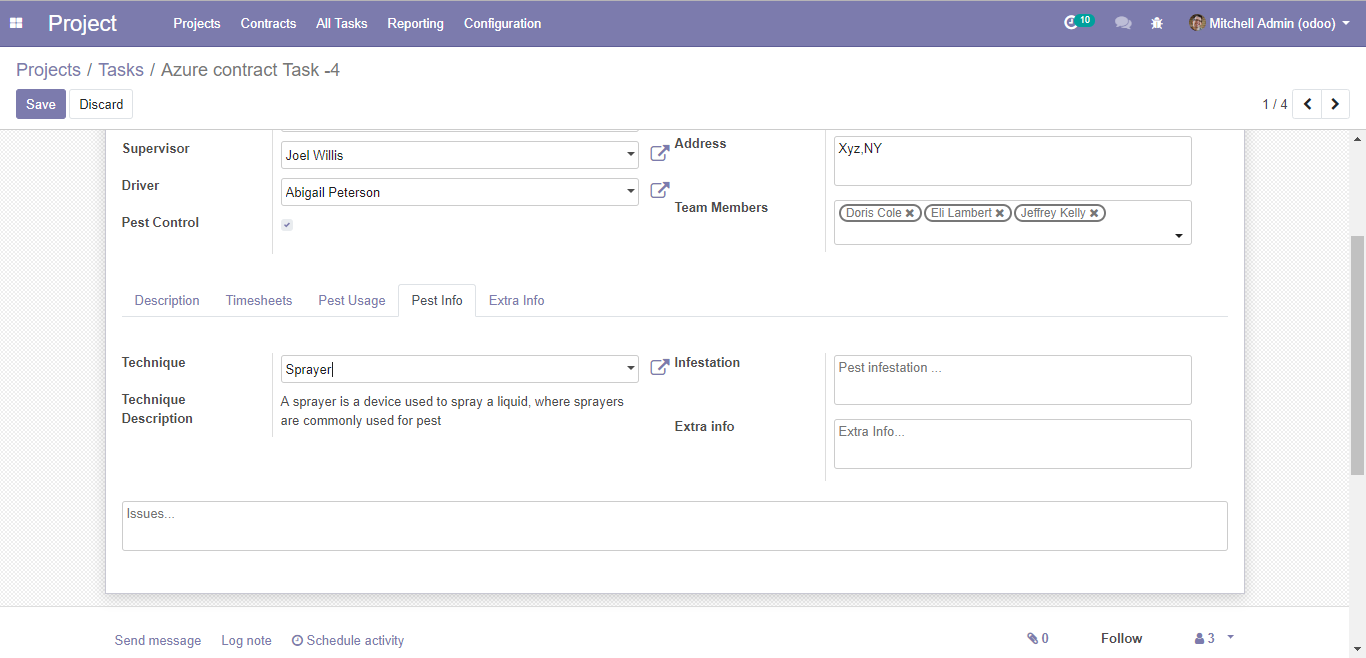 Project Projects Contracts All Tasks Reporting Configuration 10 Mitchell Admin (odoo)
Projects / Tasks / Azure contract Task -4
Save Discard 1 / 4
Supervisor Joel Willis Address Xyz,NY
Driver Abigail Peterson
Team Members Doris Cole Eli Lambert Jeffrey Kelly
Pest Control
Description Timesheets Pest Usage Pest Info Extra Info
Technique Sprayer Infestation Pest infestation ...
Technique
Description
A sprayer is a device used to spray a liquid, where sprayers
are commonly used for pest
Extra info Extra Info...
Issues...
Send message Log note Schedule activity 0 Follow 3